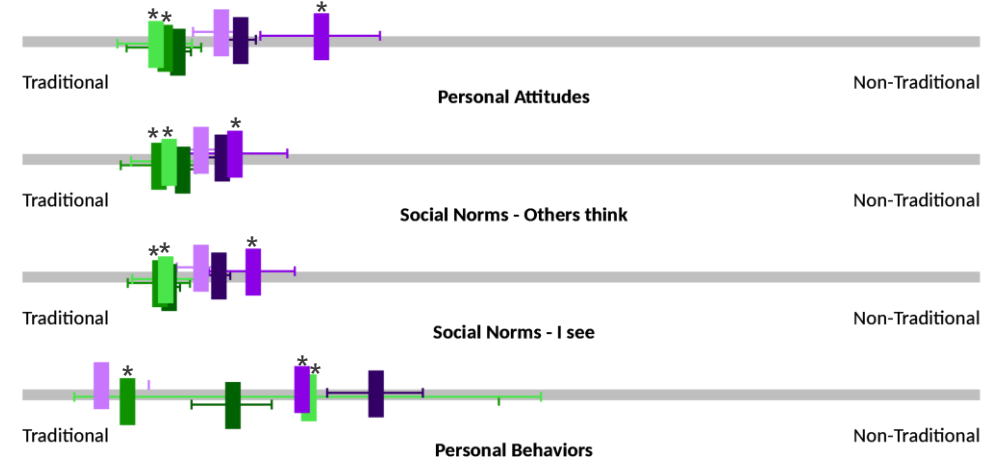 * * *
Traditional Non-Traditional
Personal Attitudes
* * *
Traditional Non-Traditional
Social Norms - Others think
* * *
Traditional Non-Traditional
Social Norms - I see
* * *
Traditional Non-Traditional
Personal Behaviors